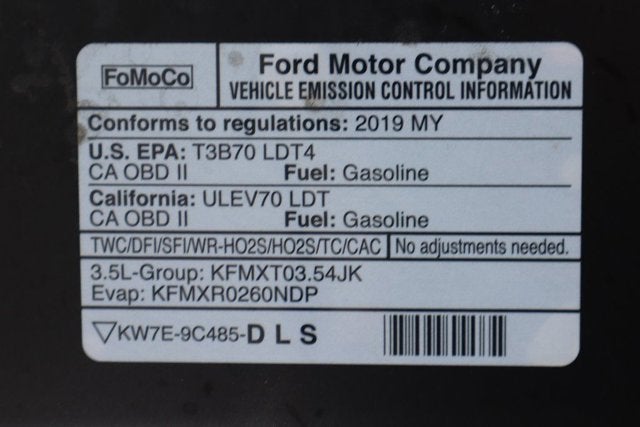 FoMoCo
Ford Motor Company
VEHICLE EMISSION CONTROL INFORMATION
Conforms to regulations: 2019 MY
U.S. EPA: T3B70 LDT4
CA OBD II Fuel: Gasoline
California: ULEV70 LDT
CA OBD II Fuel: Gasoline
TWC/DFI/SFI/WR-HO2S/HO2S/TC/CAC No adjustments needed.
3.5L-Group: KFMXT03.54JK
Evap: KFMXR0260NDP
KW7E-9C485-D L S